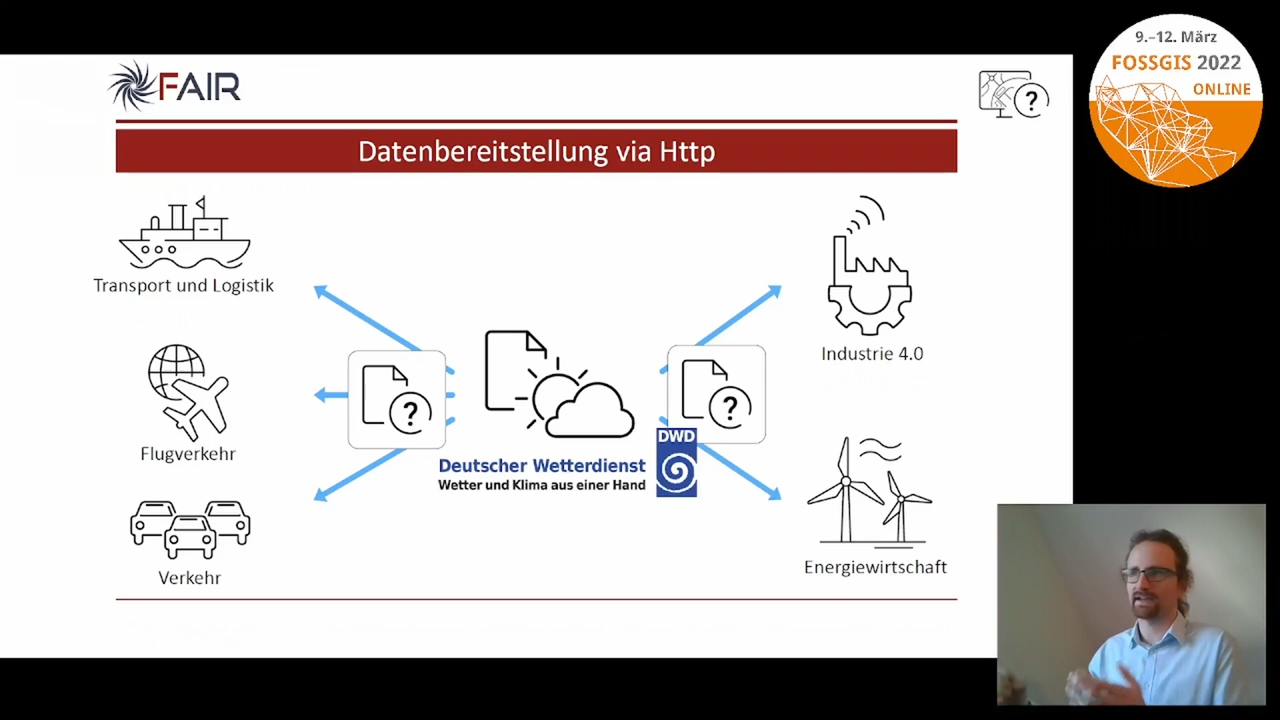 FAIR
?
9.–12. März
FOSSGIS 2022
ONLINE
Datenbereitstellung via Http
Transport und Logistik
Industrie 4.0
?
?
Flugverkehr
DWD
Deutscher Wetterdienst
Wetter und Klima aus einer Hand
Verkehr
Energiewirtschaft